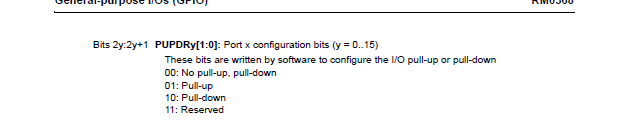 General-purpose I/Os (GPIO) RM0368
Bits 2y:2y+1 PUPDRy[1:0]: Port x configuration bits (y = 0..15)
These bits are written by software to configure the I/O pull-up or pull-down
00: No pull-up, pull-down
01: Pull-up
10: Pull-down
11: Reserved